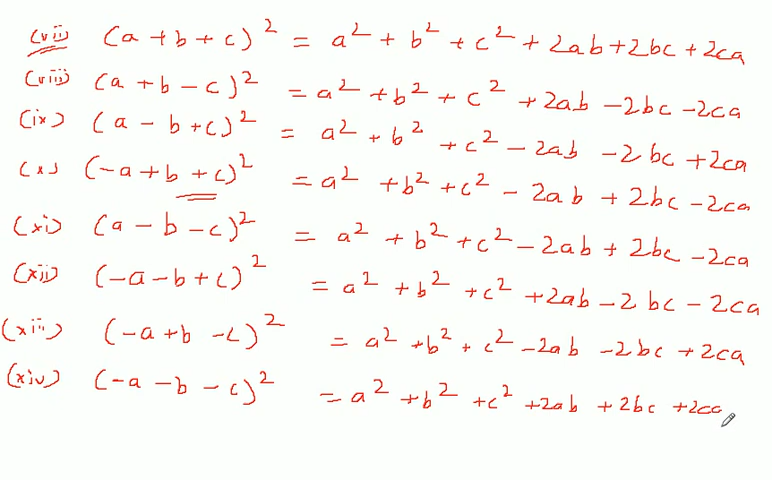 (vii) (a + b + c)² = a² + b² + c² + 2ab + 2bc + 2ca
(viii) (a + b - c)² = a² + b² + c² + 2ab - 2bc - 2ca
(ix) (a - b + c)² = a² + b² + c² - 2ab - 2bc + 2ca
(x) (-a + b + c)² = a² + b² + c² - 2ab + 2bc - 2ca
(xi) (a - b - c)² = a² + b² + c² - 2ab + 2bc - 2ca
(xii) (-a - b + c)² = a² + b² + c² + 2ab - 2bc - 2ca
(xiii) (-a + b - c)² = a² + b² + c² - 2ab - 2bc + 2ca
(xiv) (-a - b - c)² = a² + b² + c² + 2ab + 2bc + 2ca